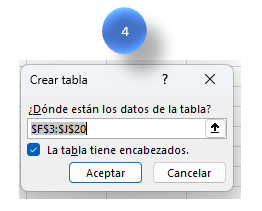 4
Crear tabla ? ×
¿Dónde están los datos de la tabla?
$F$3:$J$20
La tabla tiene encabezados.
Aceptar Cancelar